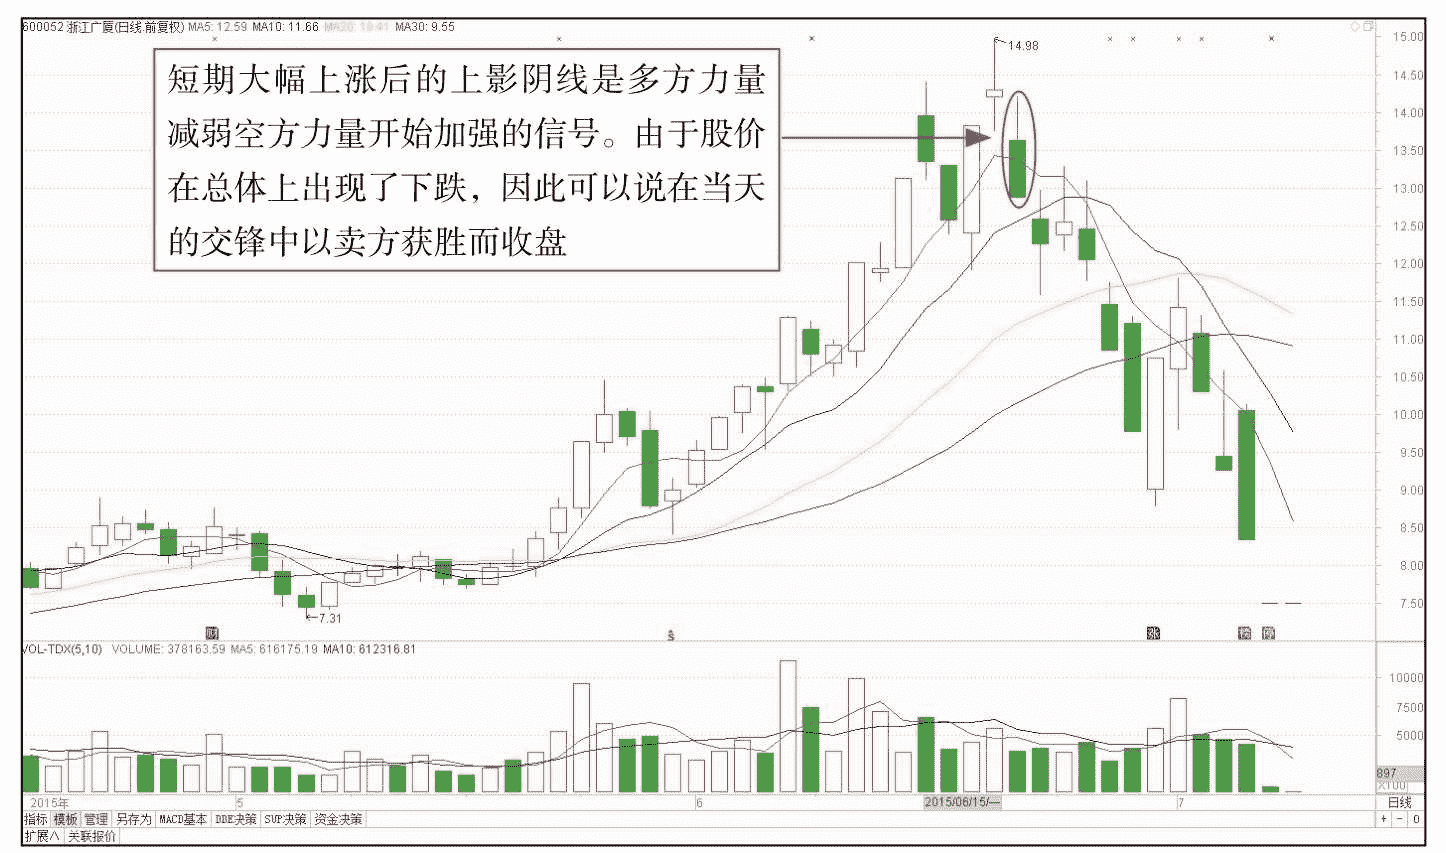 600052 浙江广厦(日线.前复权) MA5: 12.59 MA10: 11.66 MA20: 10.41 MA30: 9.55
短期大幅上涨后的上影阴线是多方力量
减弱空方力量开始加强的信号。由于股价
在总体上出现了下跌，因此可以说在当天
的交锋中以卖方获胜而收盘
14.98
7.31
15.00
14.50
14.00
13.50
13.00
12.50
12.00
11.50
11.00
10.50
10.00
9.50
9.00
8.50
8.00
7.50
财
涨
榜
停
VOL-TDX(5,10) VOLUME: 378163.59 MA5: 616175.19 MA10: 612316.81
10000
7500
5000
897
X100
2015年 5 6 2015/06/15/一 7 日线
指标 模板 管理 另存为 MACD基本 DDE决策 SUP决策 资金决策 + - 0
扩展∧ 关联报价